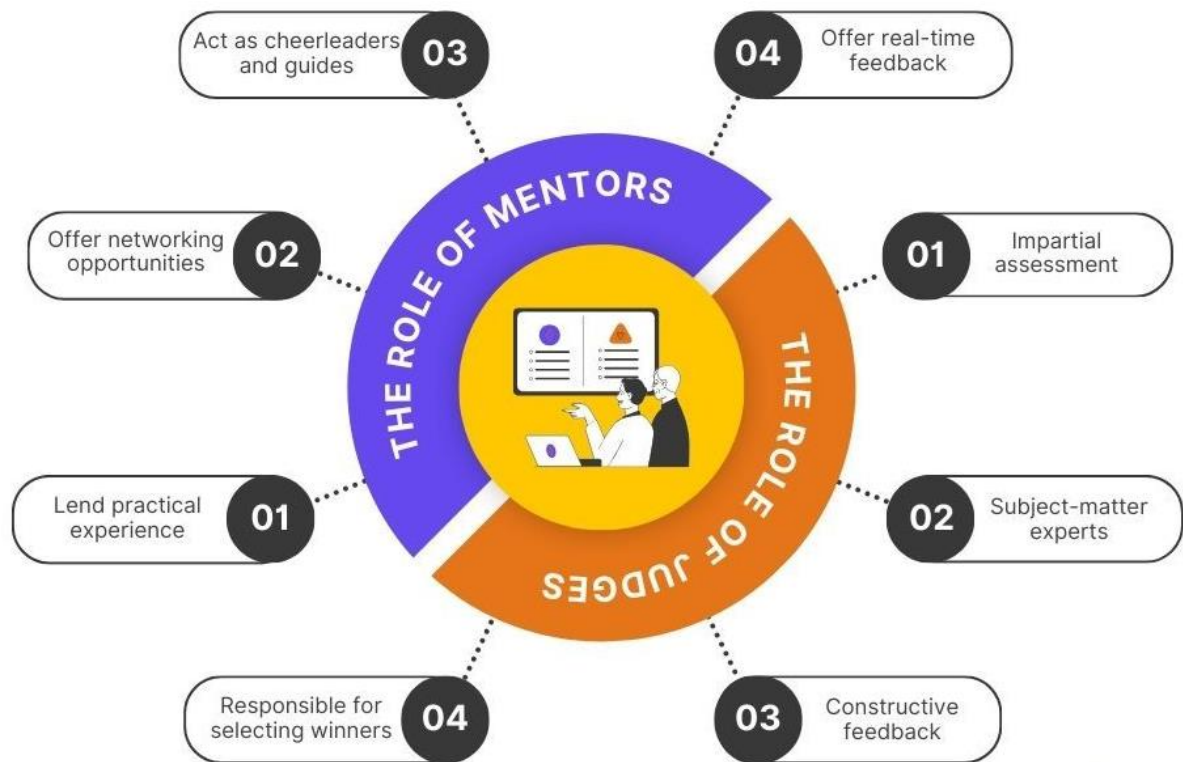 Act as cheerleaders
and guides
03
04
Offer real-time
feedback
THE ROLE OF MENTORS
Offer networking
opportunities
02
01
Impartial
assessment
THE ROLE OF JUDGES
Lend practical
experience
01
02
Subject-matter
experts
Responsible for
selecting winners
04
03
Constructive
feedback